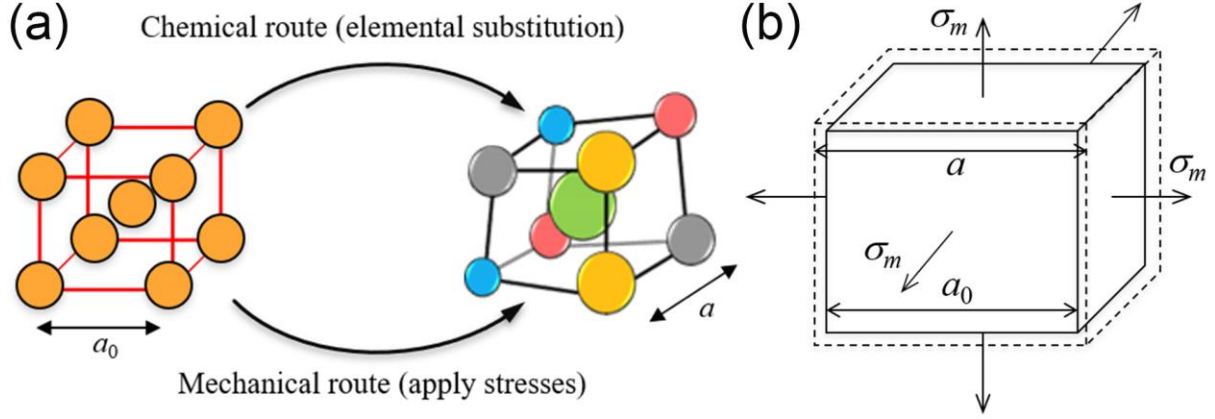 (a)
Chemical route (elemental substitution)
a₀
a
Mechanical route (apply stresses)
(b)
σₘ
a
σₘ
σₘ
a₀